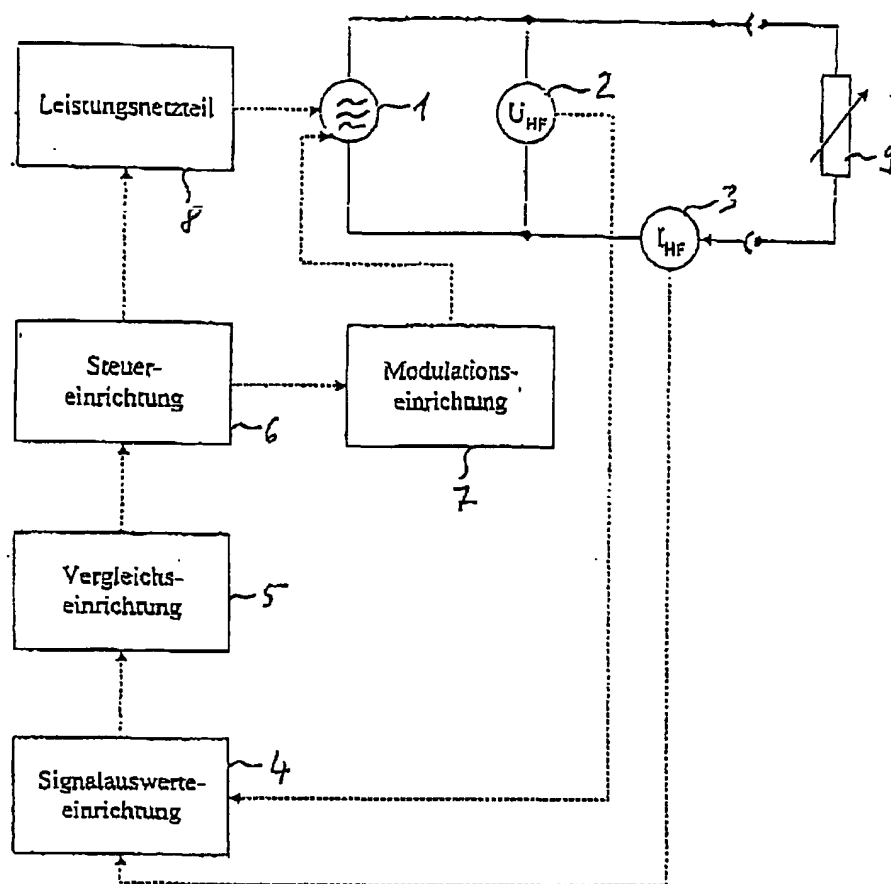 Leistungsnetzteil
8
1
2
U_HF
3
I_HF
9
Steuer-
einrichtung
6
Modulations-
einrichtung
7
Vergleichs-
einrichtung
5
Signalauswerte-
einrichtung
4